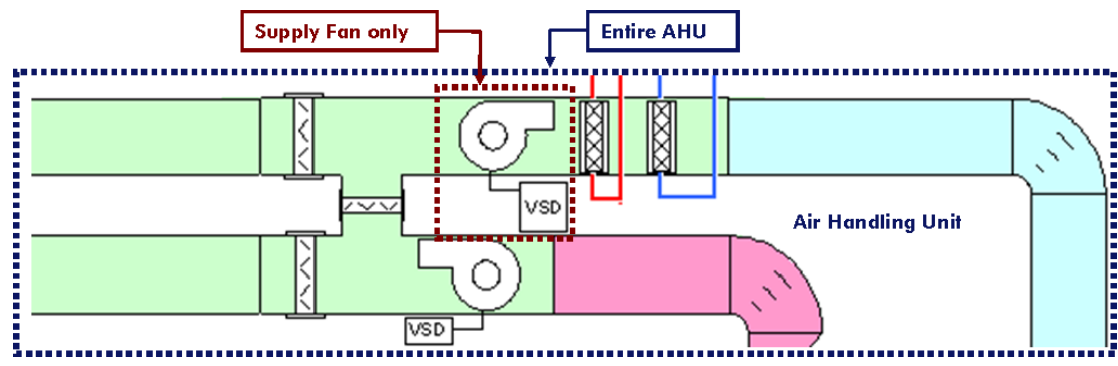 Supply Fan only
Entire AHU
VSD
Air Handling Unit
VSD